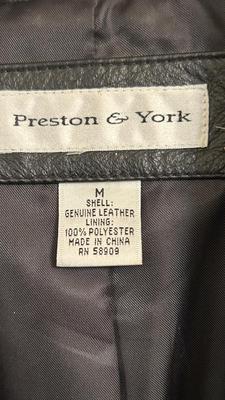 Preston & York
M
SHELL:
GENUINE LEATHER
LINING:
100% POLYESTER
MADE IN CHINA
RN 58909